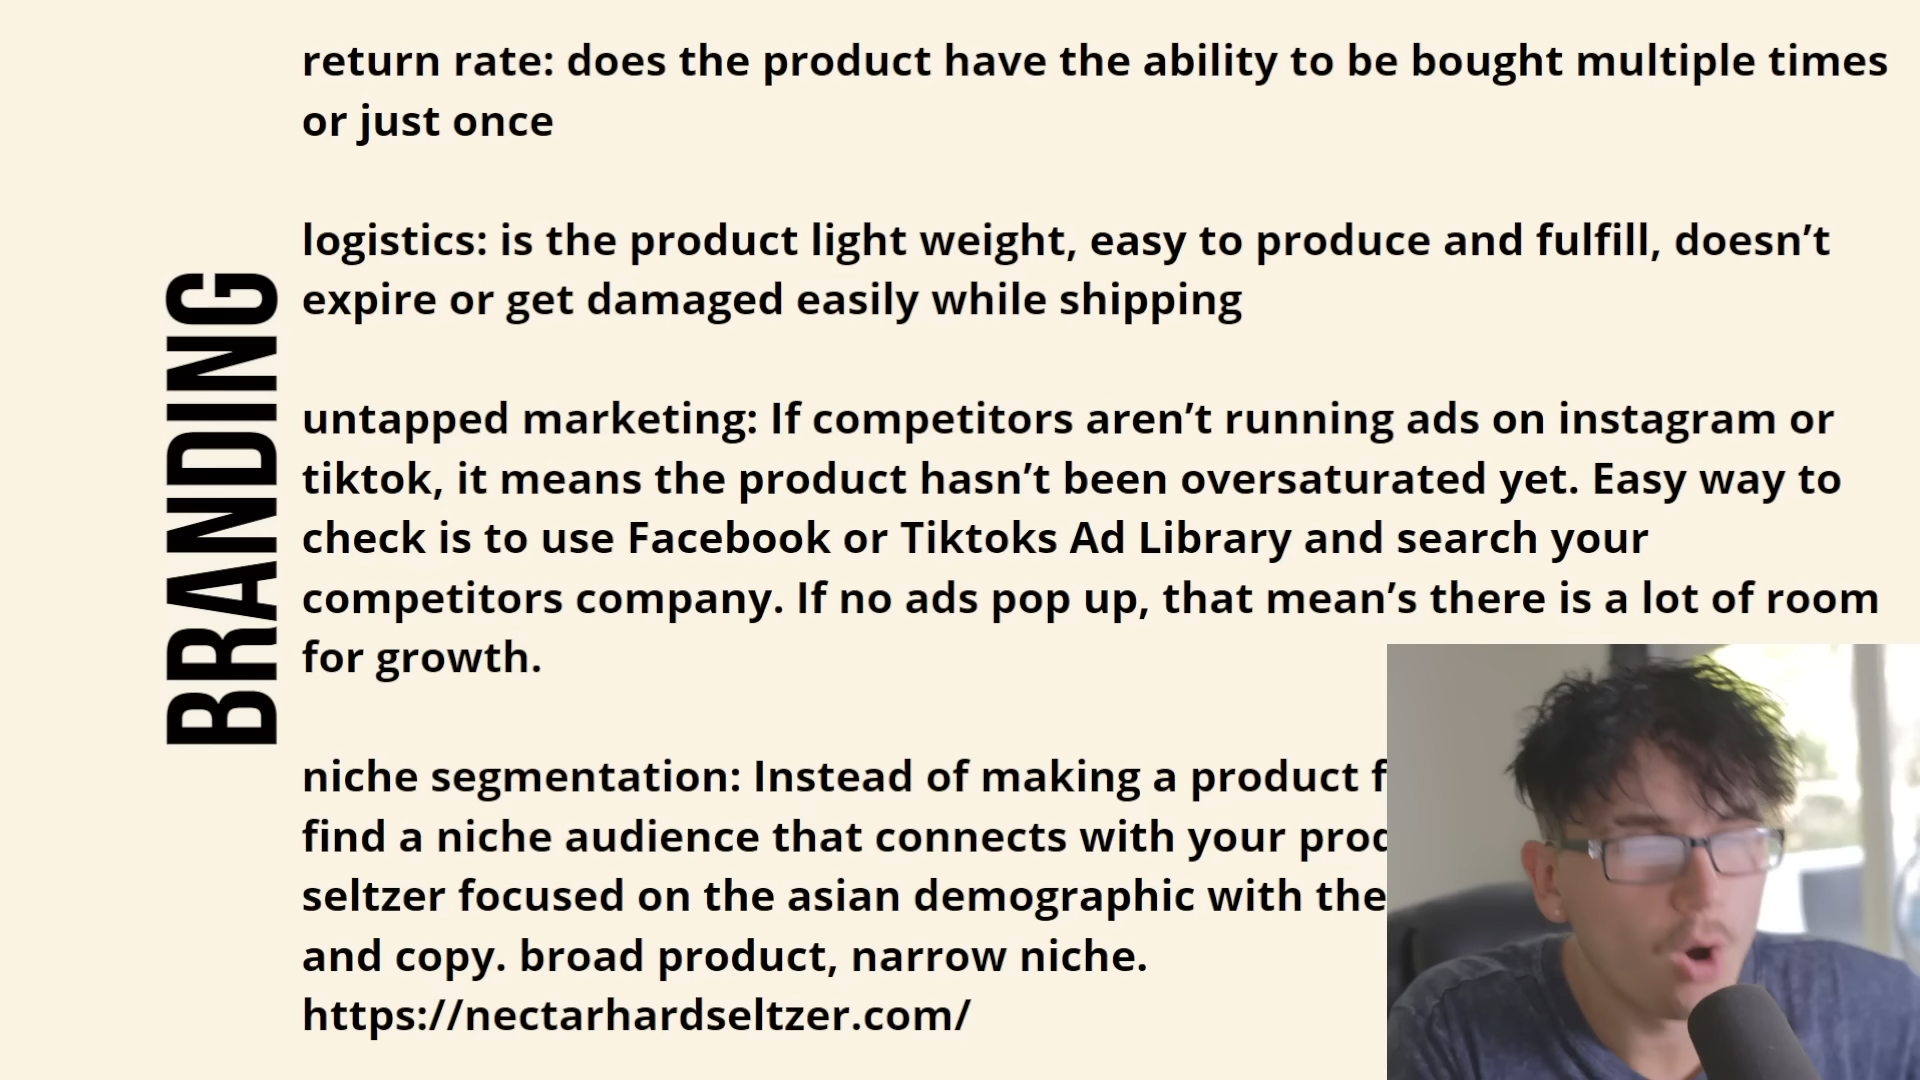 BRANDING
return rate: does the product have the ability to be bought multiple times
or just once
logistics: is the product light weight, easy to produce and fulfill, doesn’t
expire or get damaged easily while shipping
untapped marketing: If competitors aren’t running ads on instagram or
tiktok, it means the product hasn’t been oversaturated yet. Easy way to
check is to use Facebook or Tiktoks Ad Library and search your
competitors company. If no ads pop up, that mean’s there is a lot of room
for growth.
niche segmentation: Instead of making a product
find a niche audience that connects with your
seltzer focused on the asian demographic with
and copy. broad product, narrow niche.
https://nectarhardseltzer.com/